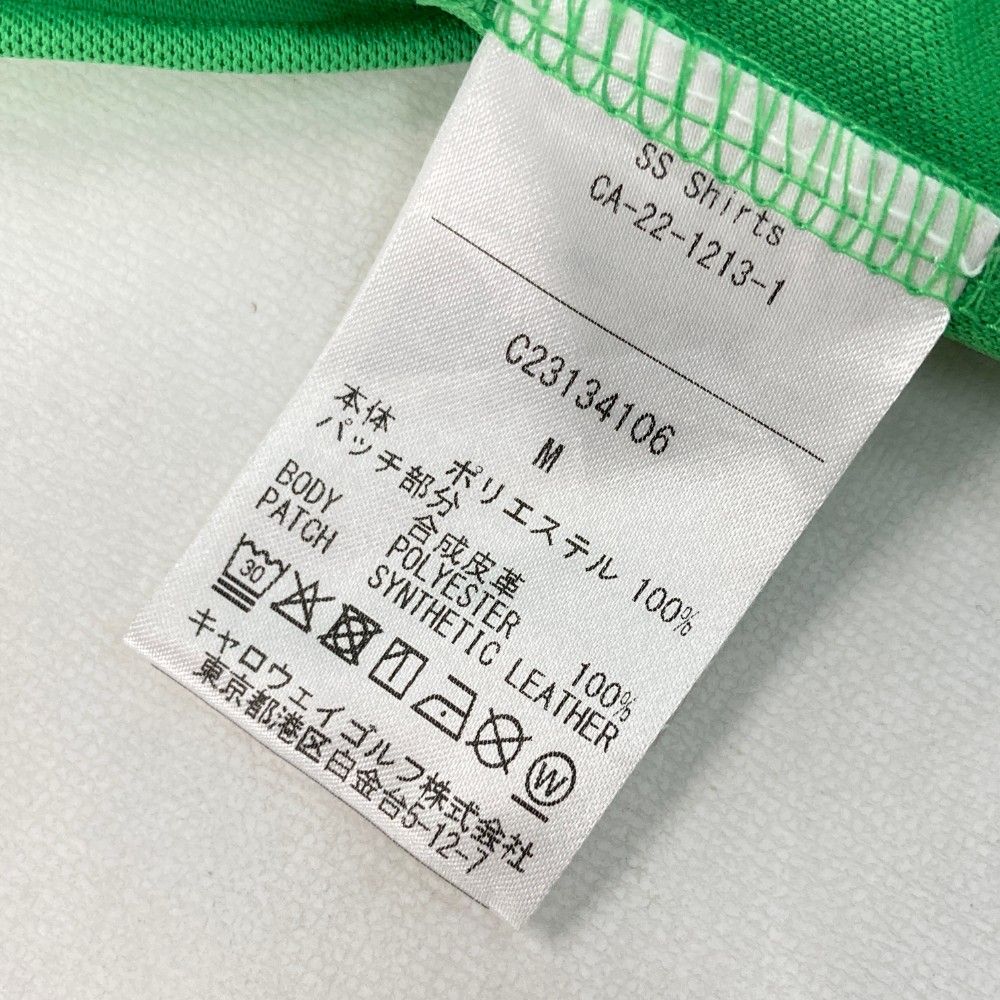 SS Shirts
CA-22-1213-1
C23134106
M
本体 ポリエステル 100%
パッチ部分 合成皮革
BODY POLYESTER 100%
PATCH SYNTHETIC LEATHER
30
W
キャロウェイゴルフ株式会社
東京都港区白金台5-12-7